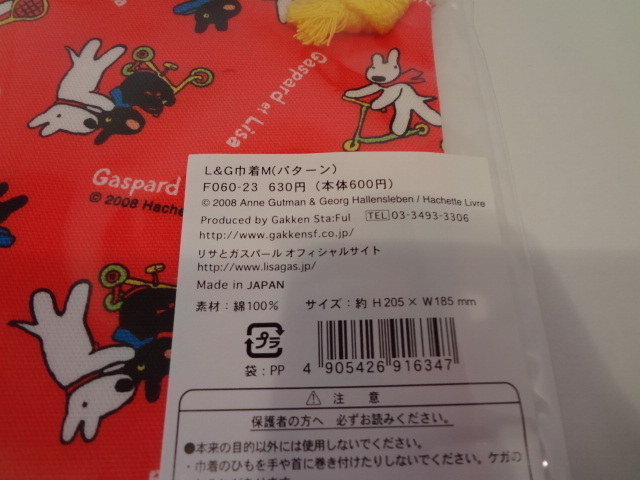 Gaspard et Lisa
Gaspard
© 2008 Hachet
L&G巾着M(パターン)
F060-23 630円 (本体600円)
© 2008 Anne Gutman & Georg Hallensleben / Hachette Livre
Produced by Gakken Sta:Ful TEL 03-3493-3306
http://www.gakkensf.co.jp/
リサとガスパール オフィシャルサイト
http://www.lisagas.jp/
Made in JAPAN
素材:綿100% サイズ:約 H205 × W185 mm
プラ
袋:PP
4 905426 916347
⚠ 注 意
保護者の方へ 必ずお読みください。
●本来の目的以外には使用しないでください。
・巾着のひもを手や首に巻き付けたりしないでください。ケガの